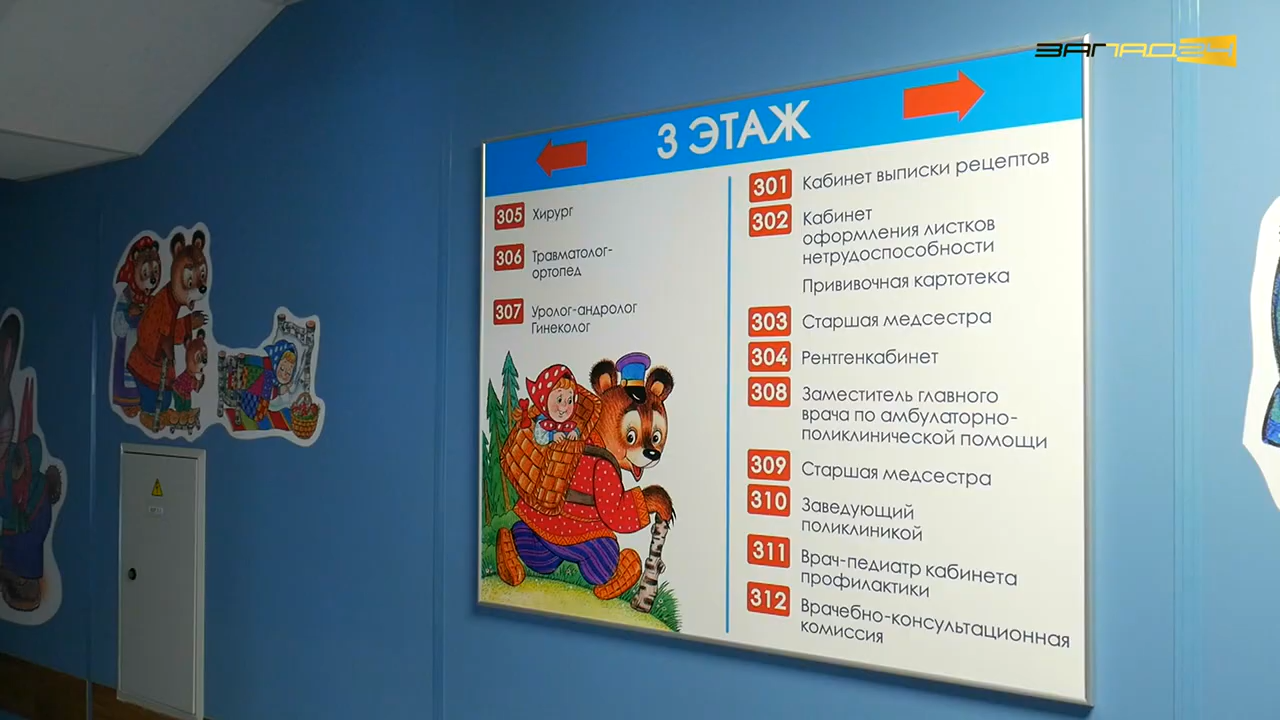 ЗАПАД24
3 ЭТАЖ
305 Хирург
306 Травматолог-
ортопед
307 Уролог-андролог
Гинеколог
301 Кабинет выписки рецептов
302 Кабинет
оформления листков
нетрудоспособности
Прививочная картотека
303 Старшая медсестра
304 Рентгенкабинет
308 Заместитель главного
врача по амбулаторно-
поликлинической помощи
309 Старшая медсестра
310 Заведующий
поликлиникой
311 Врач-педиатр кабинета
профилактики
312 Врачебно-консультационная
комиссия